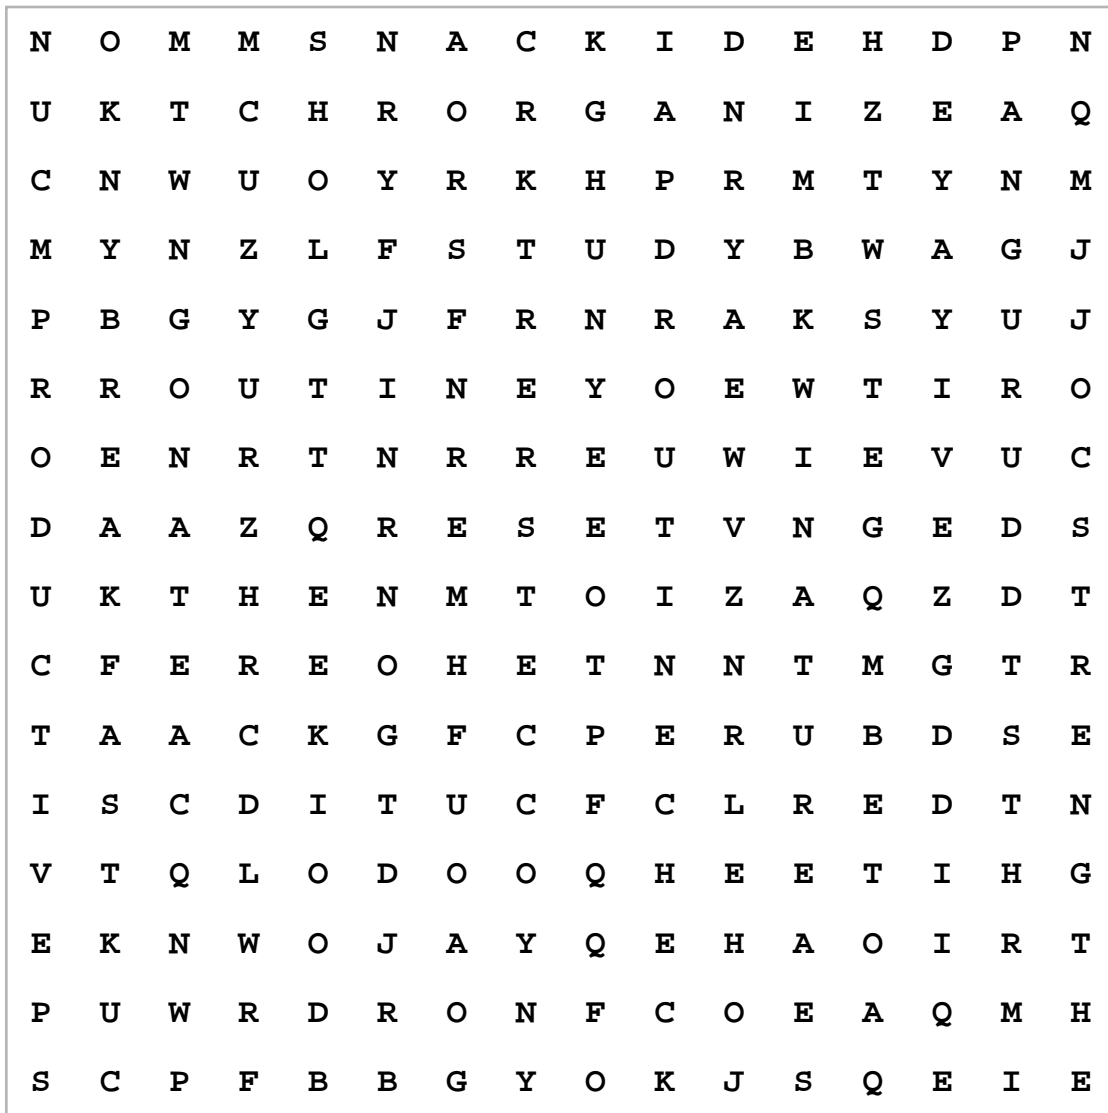 N O M M S N A C K I D E H D P N
U K T C H R O R G A N I Z E A Q
C N W U O Y R K H P R M T Y N M
M Y N Z L F S T U D Y B W A G J
P B G Y G J F R N R A K S Y U J
R R O U T I N E Y O E W T I R O
O E N R T N R R E U W I E V U C
D A A Z Q R E S E T V N G E D S
U K T H E N M T O I Z A Q Z D T
C F E R E O H E T N N T M G T R
T A A C K G F C P E R U B D S E
I S C D I T U C F C L R E D T N
V T Q L O D O O Q H E E T I H G
E K N W O J A Y Q E H A O I R T
P U W R D R O N F C O E A Q M H
S C P F B B G Y O K J S Q E I E